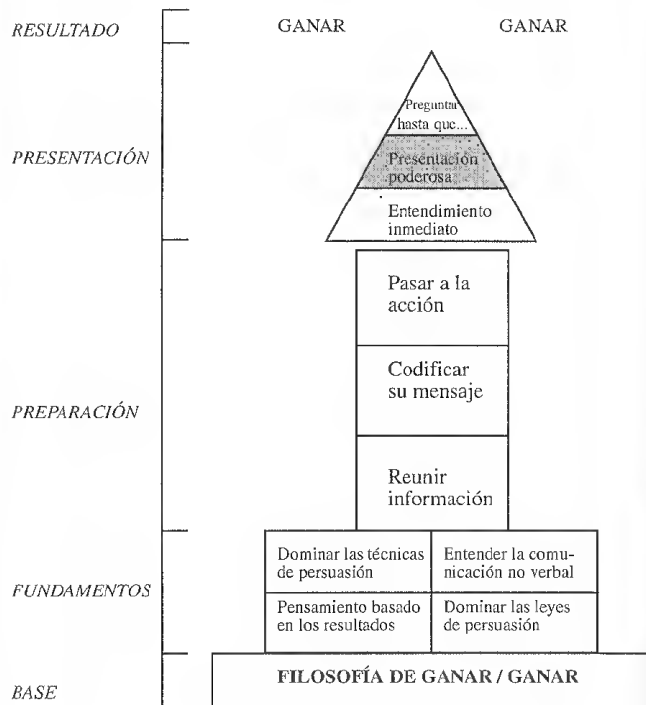 RESULTADO
GANAR GANAR
PRESENTACIÓN
Preguntar
hasta que...
Presentación
poderosa
Entendimiento
inmediato
PREPARACIÓN
Pasar a la
acción
Codificar
su mensaje
Reunir
información
FUNDAMENTOS
Dominar las técnicas
de persuasión
Entender la comu-
nicación no verbal
Pensamiento basado
en los resultados
Dominar las leyes
de persuasión
BASE
FILOSOFÍA DE GANAR / GANAR